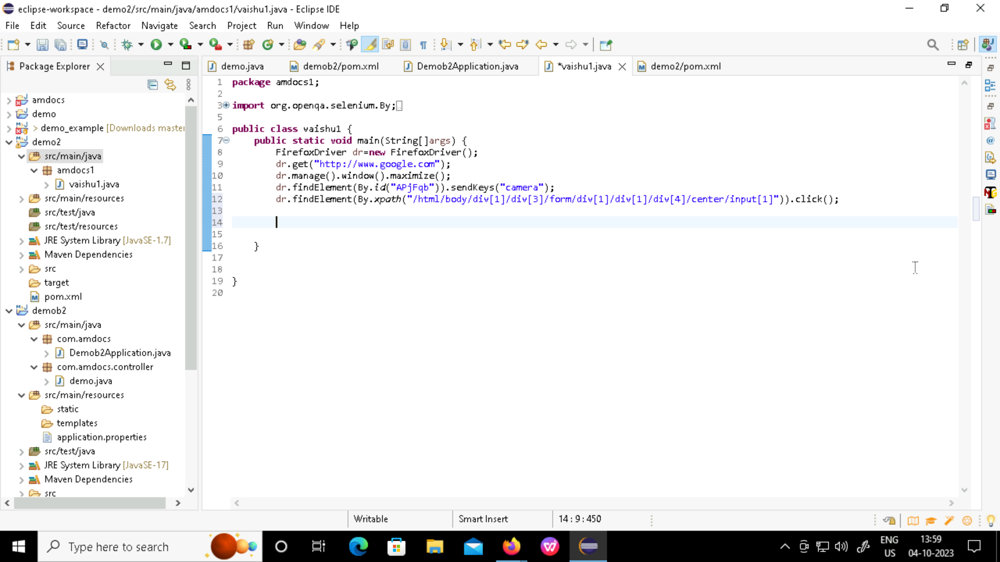 eclipse-workspace - demo2/src/main/java/amdocs1/vaishu1.java - Eclipse IDE
File Edit Source Refactor Navigate Search Project Run Window Help
Package Explorer
demo.java demob2/pom.xml Demob2Application.java *vaishu1.java demo2/pom.xml
amdocs
demo
> demo_example [Downloads master
demo2
src/main/java
amdocs1
vaishu1.java
src/main/resources
src/test/java
src/test/resources
JRE System Library [JavaSE-1.7]
Maven Dependencies
src
target
pom.xml
demob2
src/main/java
com.amdocs
Demob2Application.java
com.amdocs.controller
demo.java
src/main/resources
static
templates
application.properties
src/test/java
JRE System Library [JavaSE-17]
Maven Dependencies
src
1 package amdocs1;
2
3 import org.openqa.selenium.By;
5
6 public class vaishu1 {
7 public static void main(String[]args) {
8 FirefoxDriver dr=new FirefoxDriver();
9 dr.get("http://www.google.com");
10 dr.manage().window().maximize();
11 dr.findElement(By.id("APjFqb")).sendKeys("camera");
12 dr.findElement(By.xpath("/html/body/div[1]/div[3]/form/div[1]/div[1]/div[4]/center/input[1]")).click();
13
14
15
16 }
17
18
19 }
20
Writable Smart Insert 14 : 9 : 450
Type here to search
ENG
US
13:59
04-10-2023